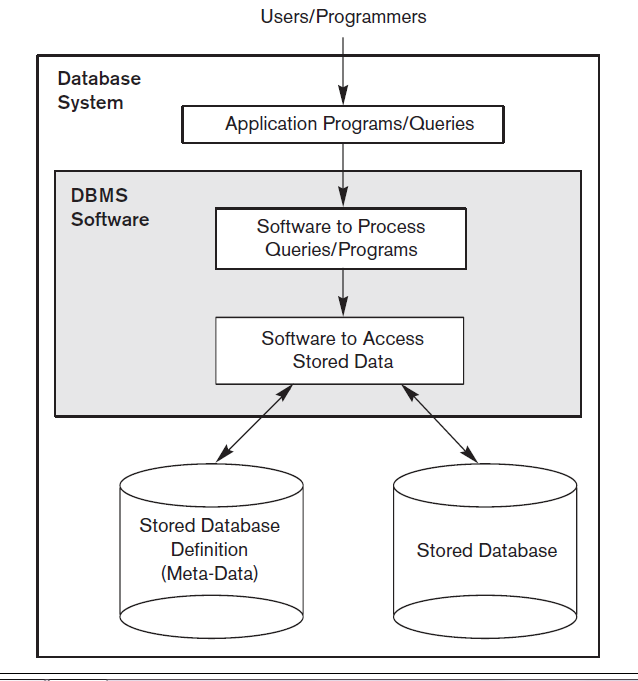 Users/Programmers
Database
System
Application Programs/Queries
DBMS
Software
Software to Process
Queries/Programs
Software to Access
Stored Data
Stored Database
Definition
(Meta-Data)
Stored Database